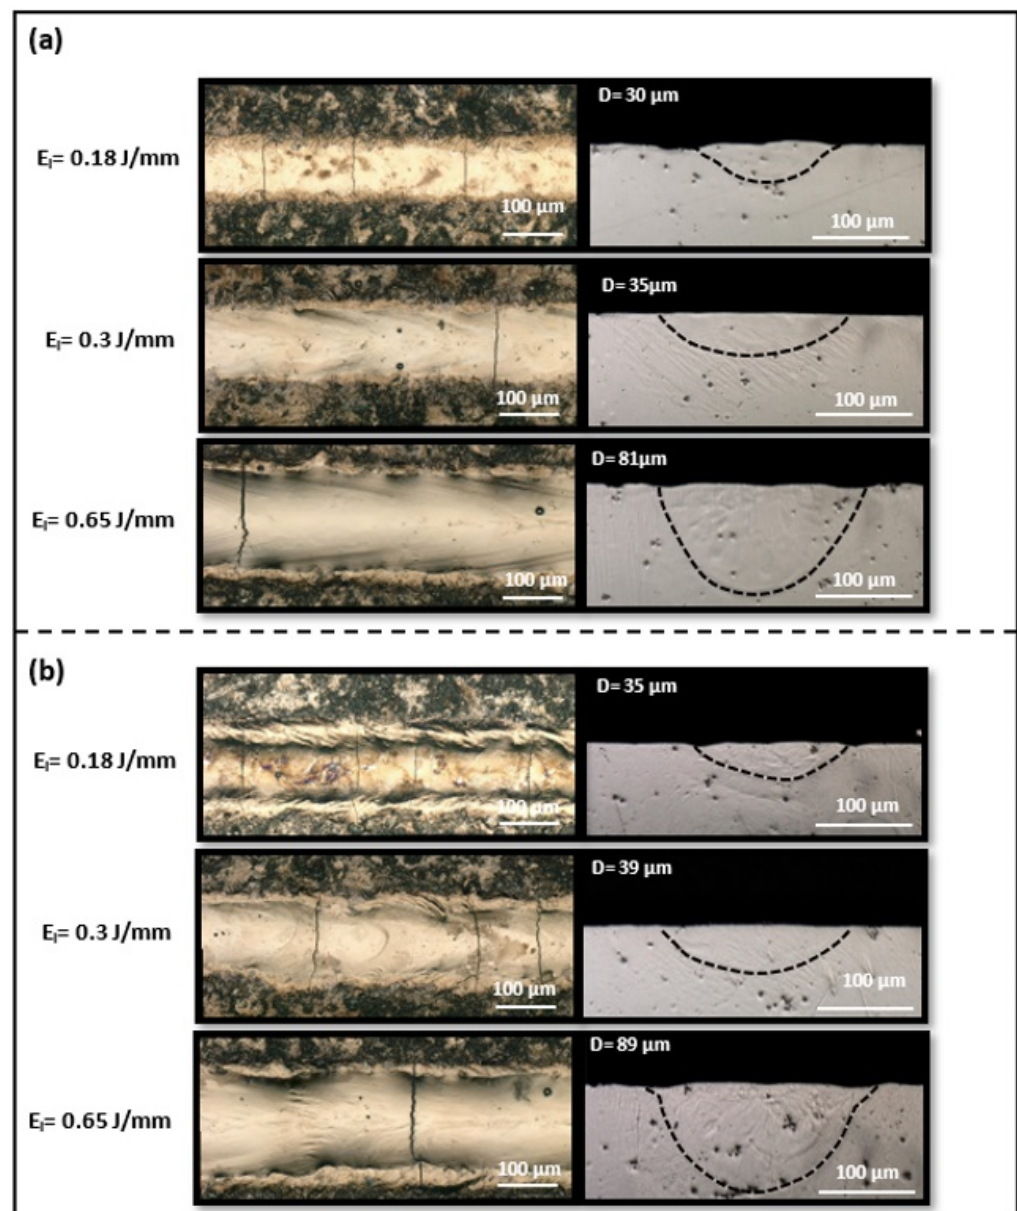 (a)
Eₗ= 0.18 J/mm
100 µm
D= 30 µm
100 µm
Eₗ= 0.3 J/mm
100 µm
D= 35µm
100 µm
Eₗ= 0.65 J/mm
100 µm
D= 81µm
100 µm
(b)
Eₗ= 0.18 J/mm
100 µm
D= 35 µm
100 µm
Eₗ= 0.3 J/mm
100 µm
D= 39 µm
100 µm
Eₗ= 0.65 J/mm
100 µm
D= 89 µm
100 µm